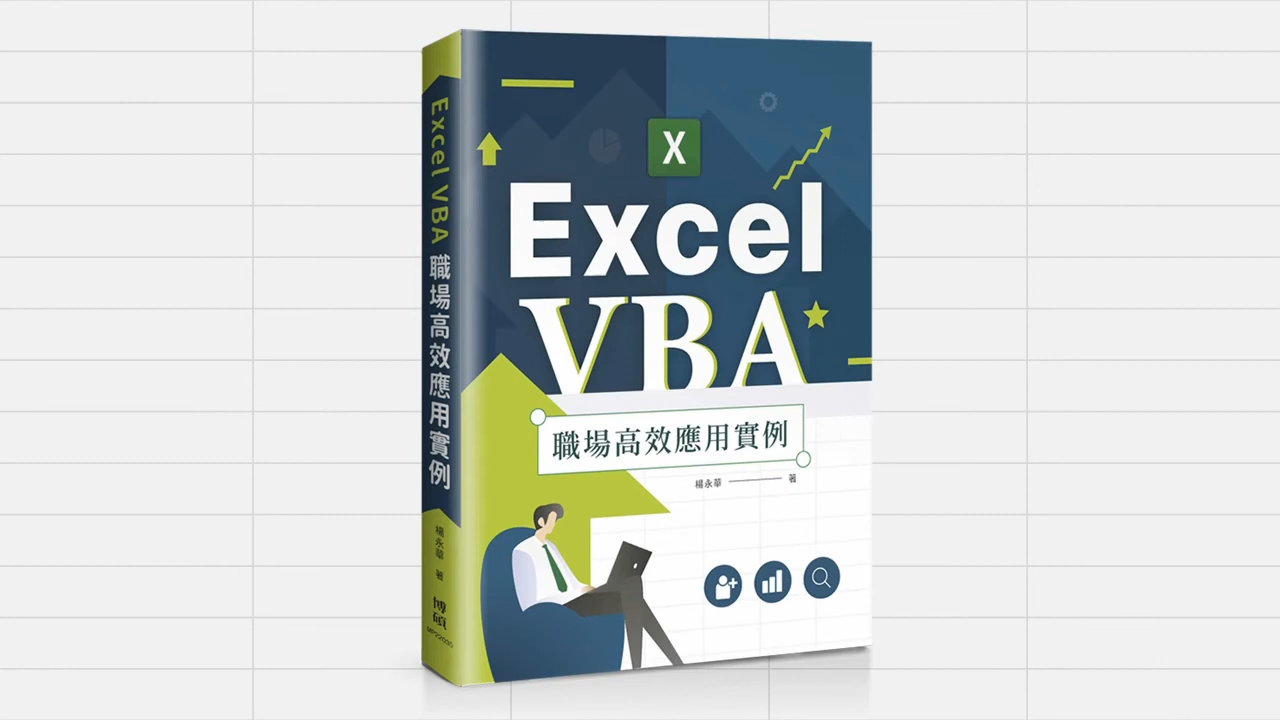 Excel VBA 職場高效應用實例
楊永華 著
博碩
MP22030
X
Excel
VBA
職場高效應用實例
楊永華 著